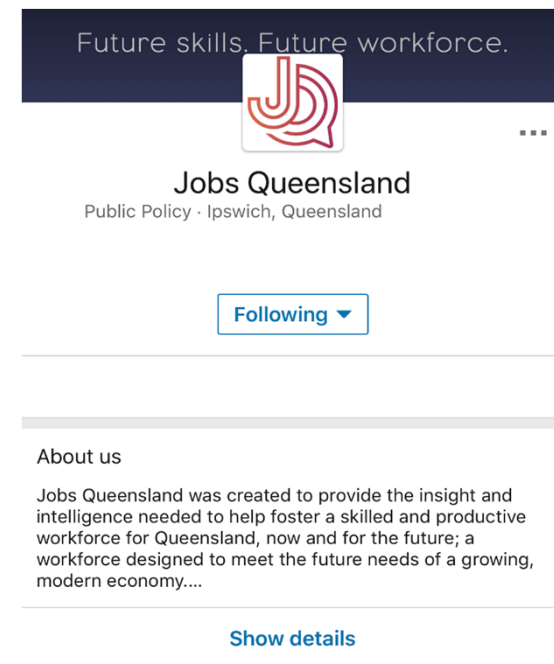 Future skills. Future workforce.
Jobs Queensland
Public Policy · Ipswich, Queensland
Following
About us
Jobs Queensland was created to provide the insight and
intelligence needed to help foster a skilled and productive
workforce for Queensland, now and for the future; a
workforce designed to meet the future needs of a growing,
modern economy....
Show details